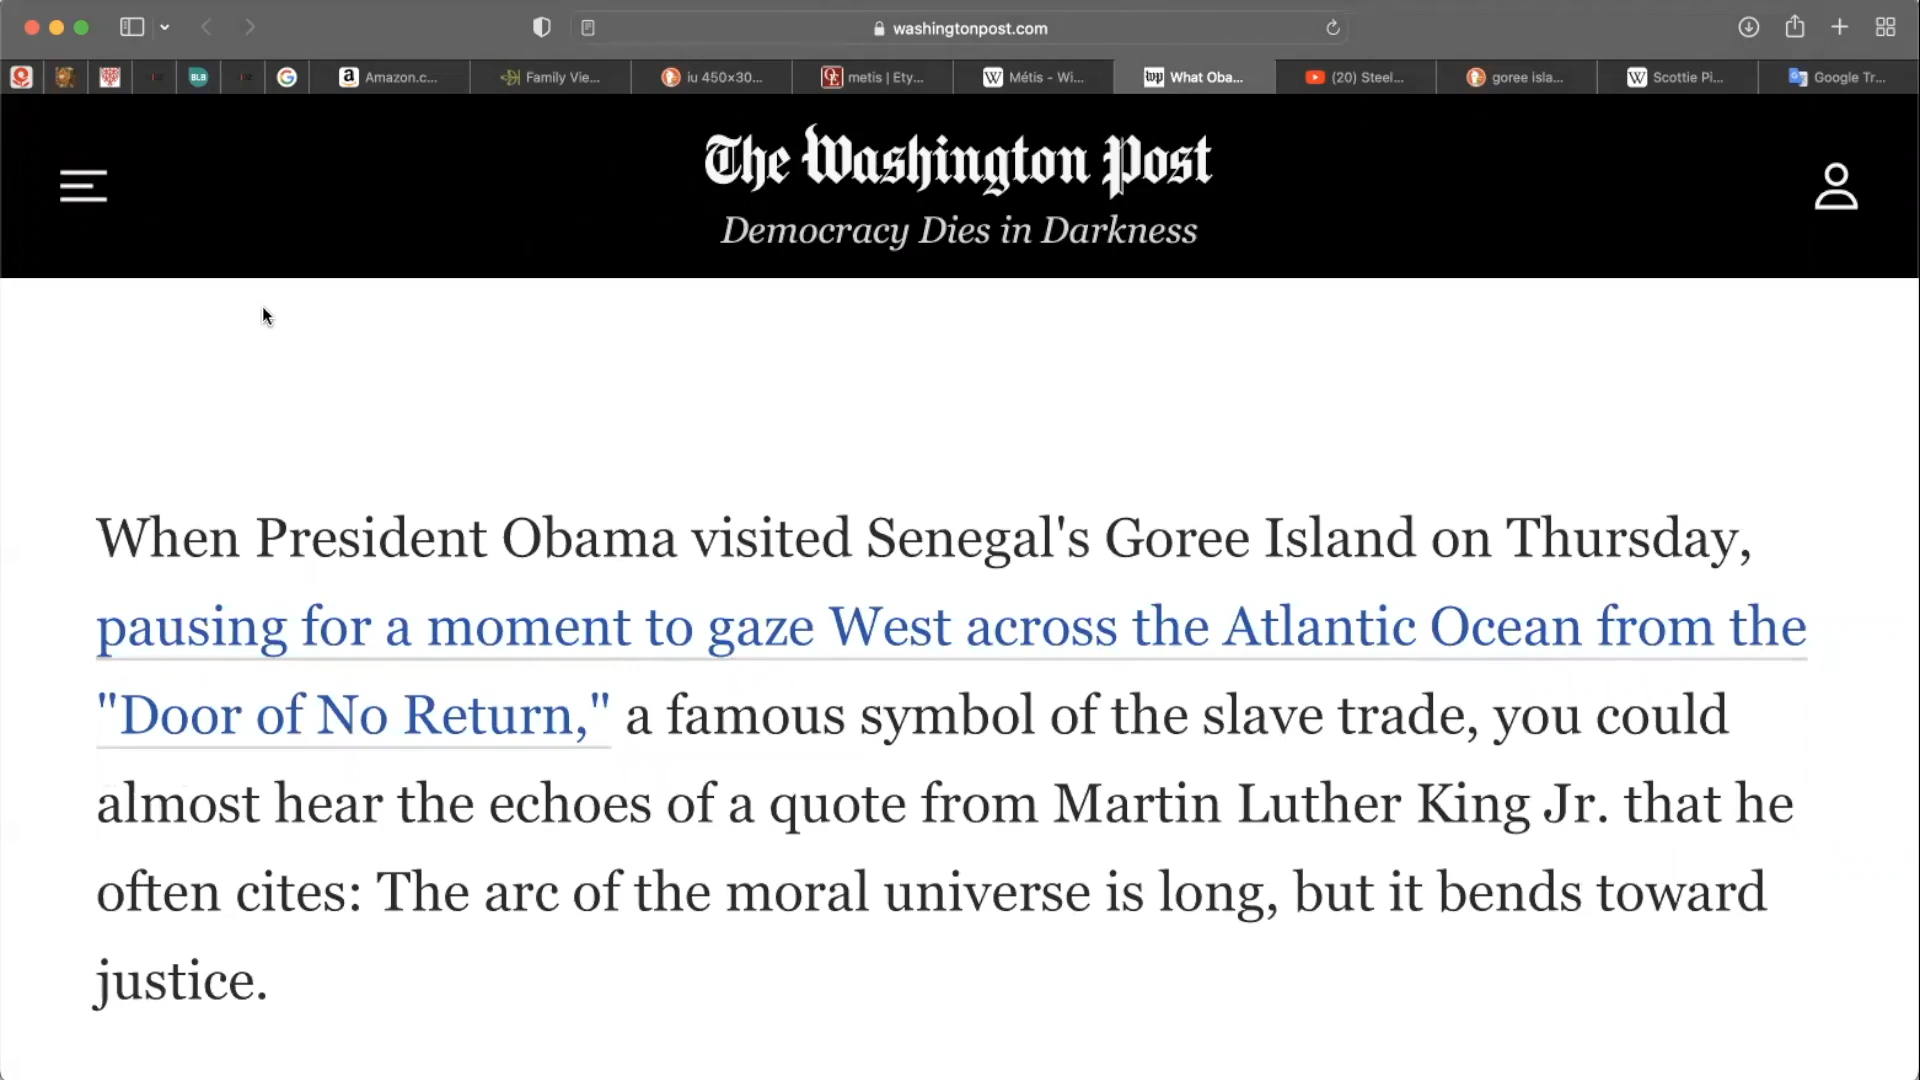 washingtonpost.com
BLB
Amazon.c...
Family Vie...
iu 450×30...
metis | Ety...
Métis - Wi...
wp What Oba...
(20) Steel...
goree isla...
Scottie Pi...
Google Tr...
The Washington Post
Democracy Dies in Darkness
When President Obama visited Senegal's Goree Island on Thursday,
pausing for a moment to gaze West across the Atlantic Ocean from the
"Door of No Return," a famous symbol of the slave trade, you could
almost hear the echoes of a quote from Martin Luther King Jr. that he
often cites: The arc of the moral universe is long, but it bends toward
justice.